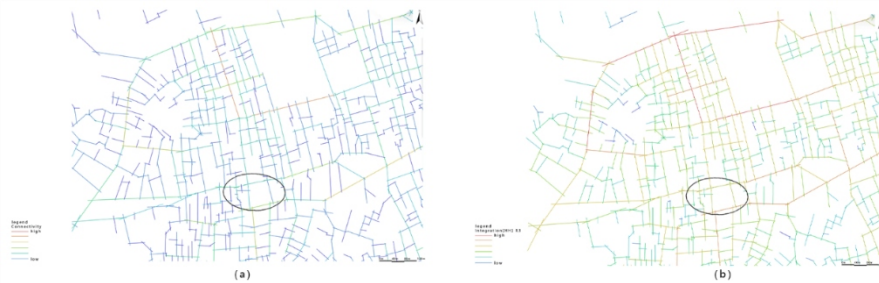 legend
Connectivity
high
low
(a)
legend
Integration[HH] R3
high
low
(b)